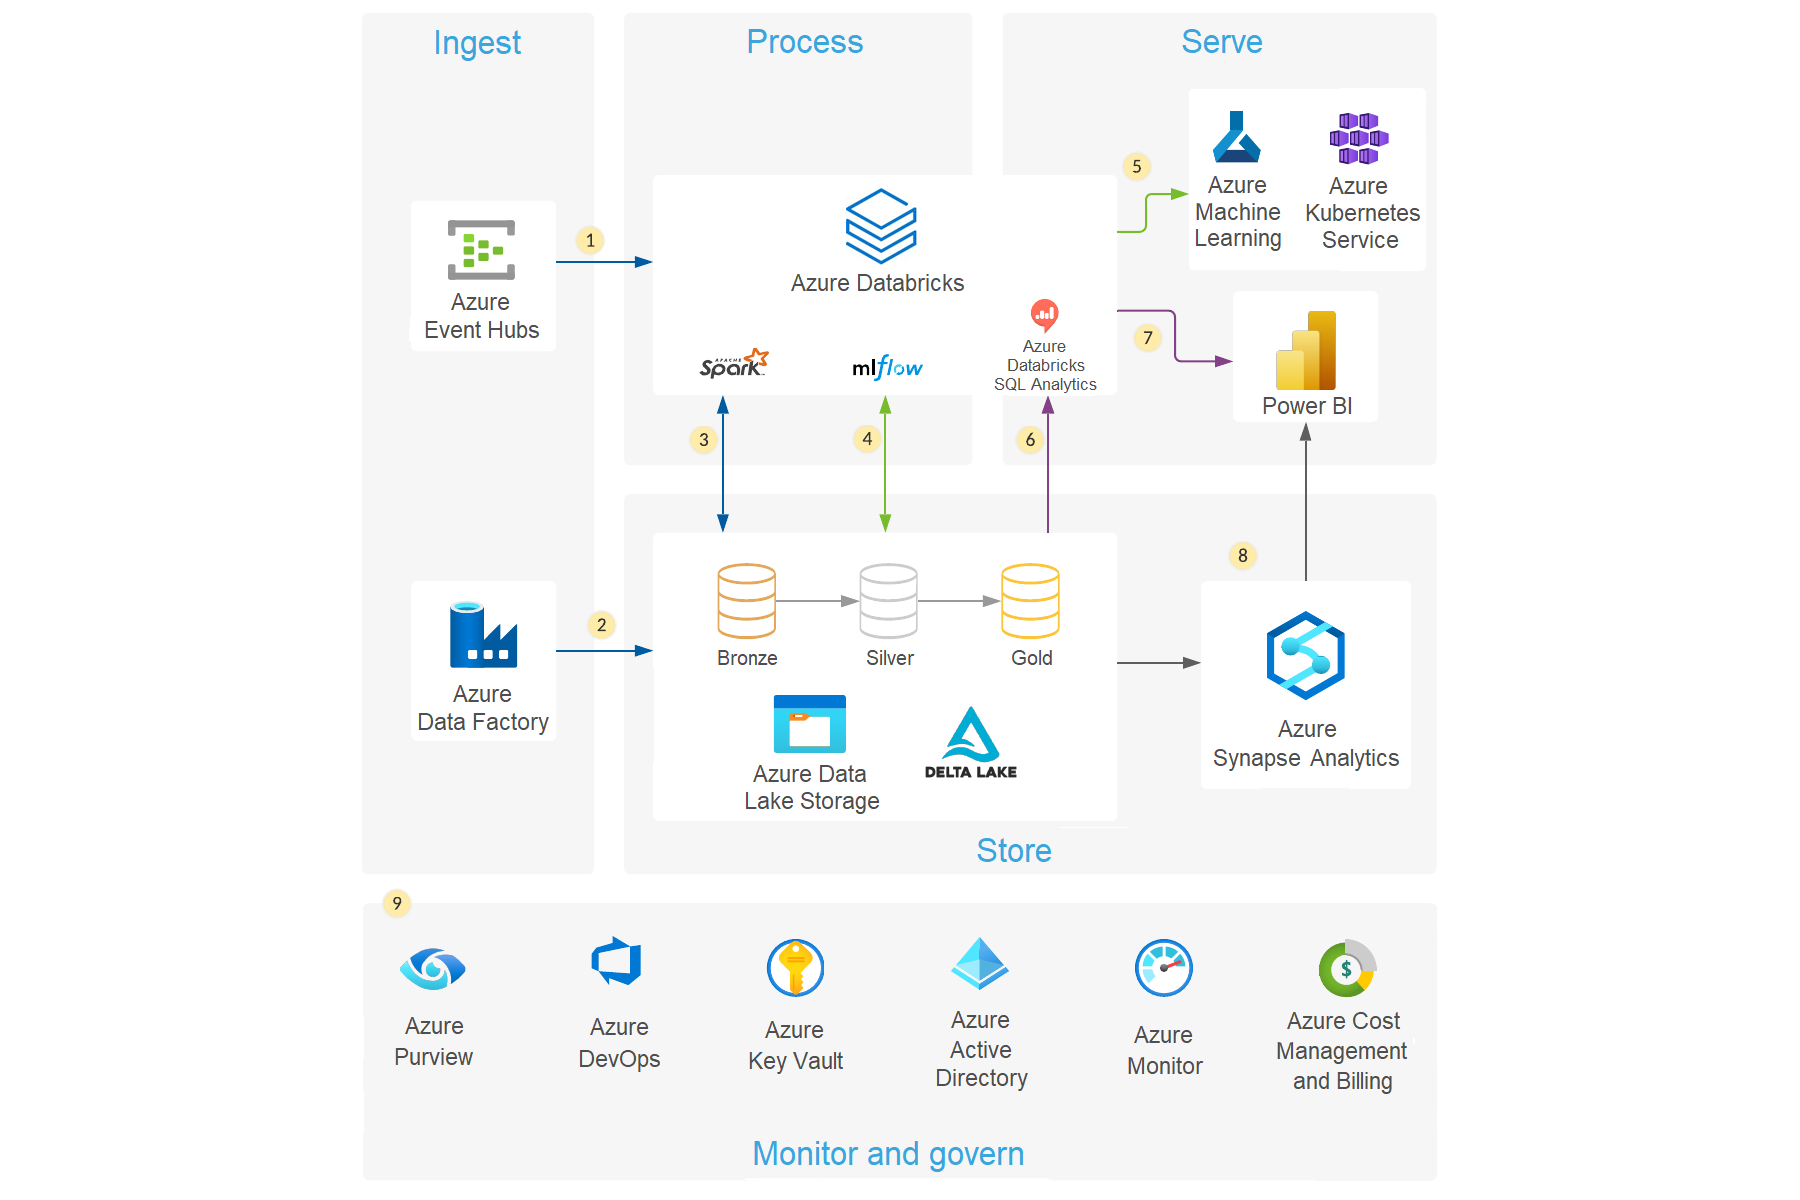 Ingest
Process
Serve
5
Azure
Machine
Learning
Azure
Kubernetes
Service
1
Azure
Event Hubs
Azure Databricks
APACHE
Spark
mlflow
Azure
Databricks
SQL Analytics
7
Power BI
3
4
6
8
2
Azure
Data Factory
Bronze
Silver
Gold
Azure Data
Lake Storage
DELTA LAKE
Azure
Synapse Analytics
Store
9
Azure
Purview
Azure
DevOps
Azure
Key Vault
Azure
Active
Directory
Azure
Monitor
$
Azure Cost
Management
and Billing
Monitor and govern